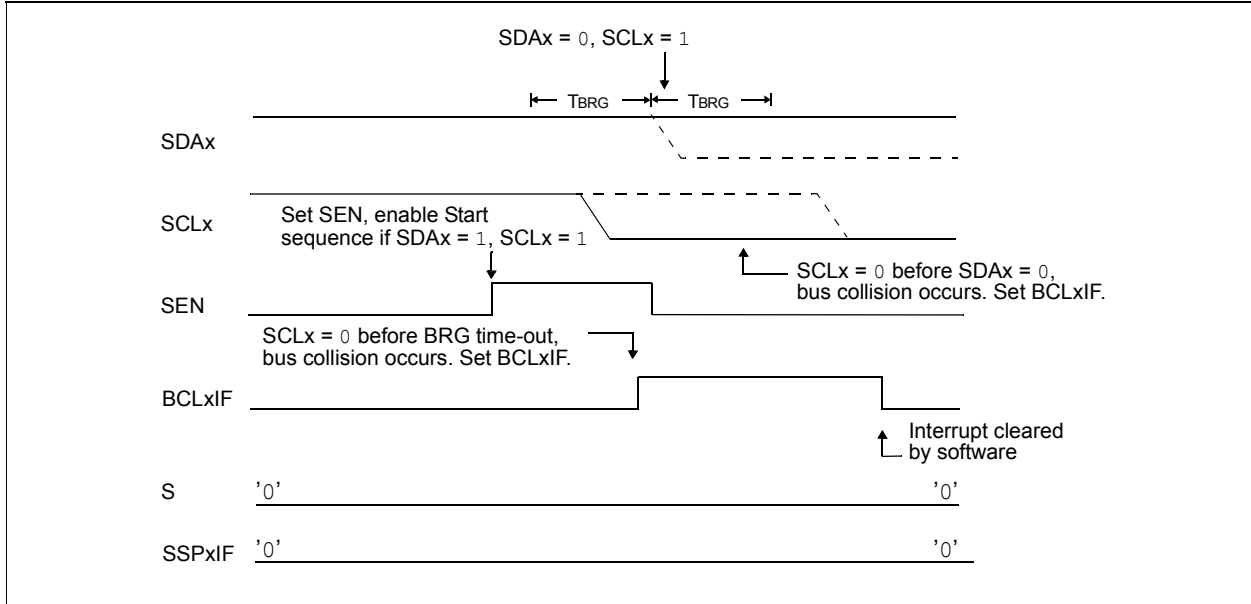 SDAx = 0, SCLx = 1
TBRG TBRG
SDAx
SCLx
Set SEN, enable Start
sequence if SDAx = 1, SCLx = 1
SCLx = 0 before SDAx = 0,
bus collision occurs. Set BCLxIF.
SEN
SCLx = 0 before BRG time-out,
bus collision occurs. Set BCLxIF.
BCLxIF
Interrupt cleared
by software
S '0' '0'
SSPxIF '0' '0'